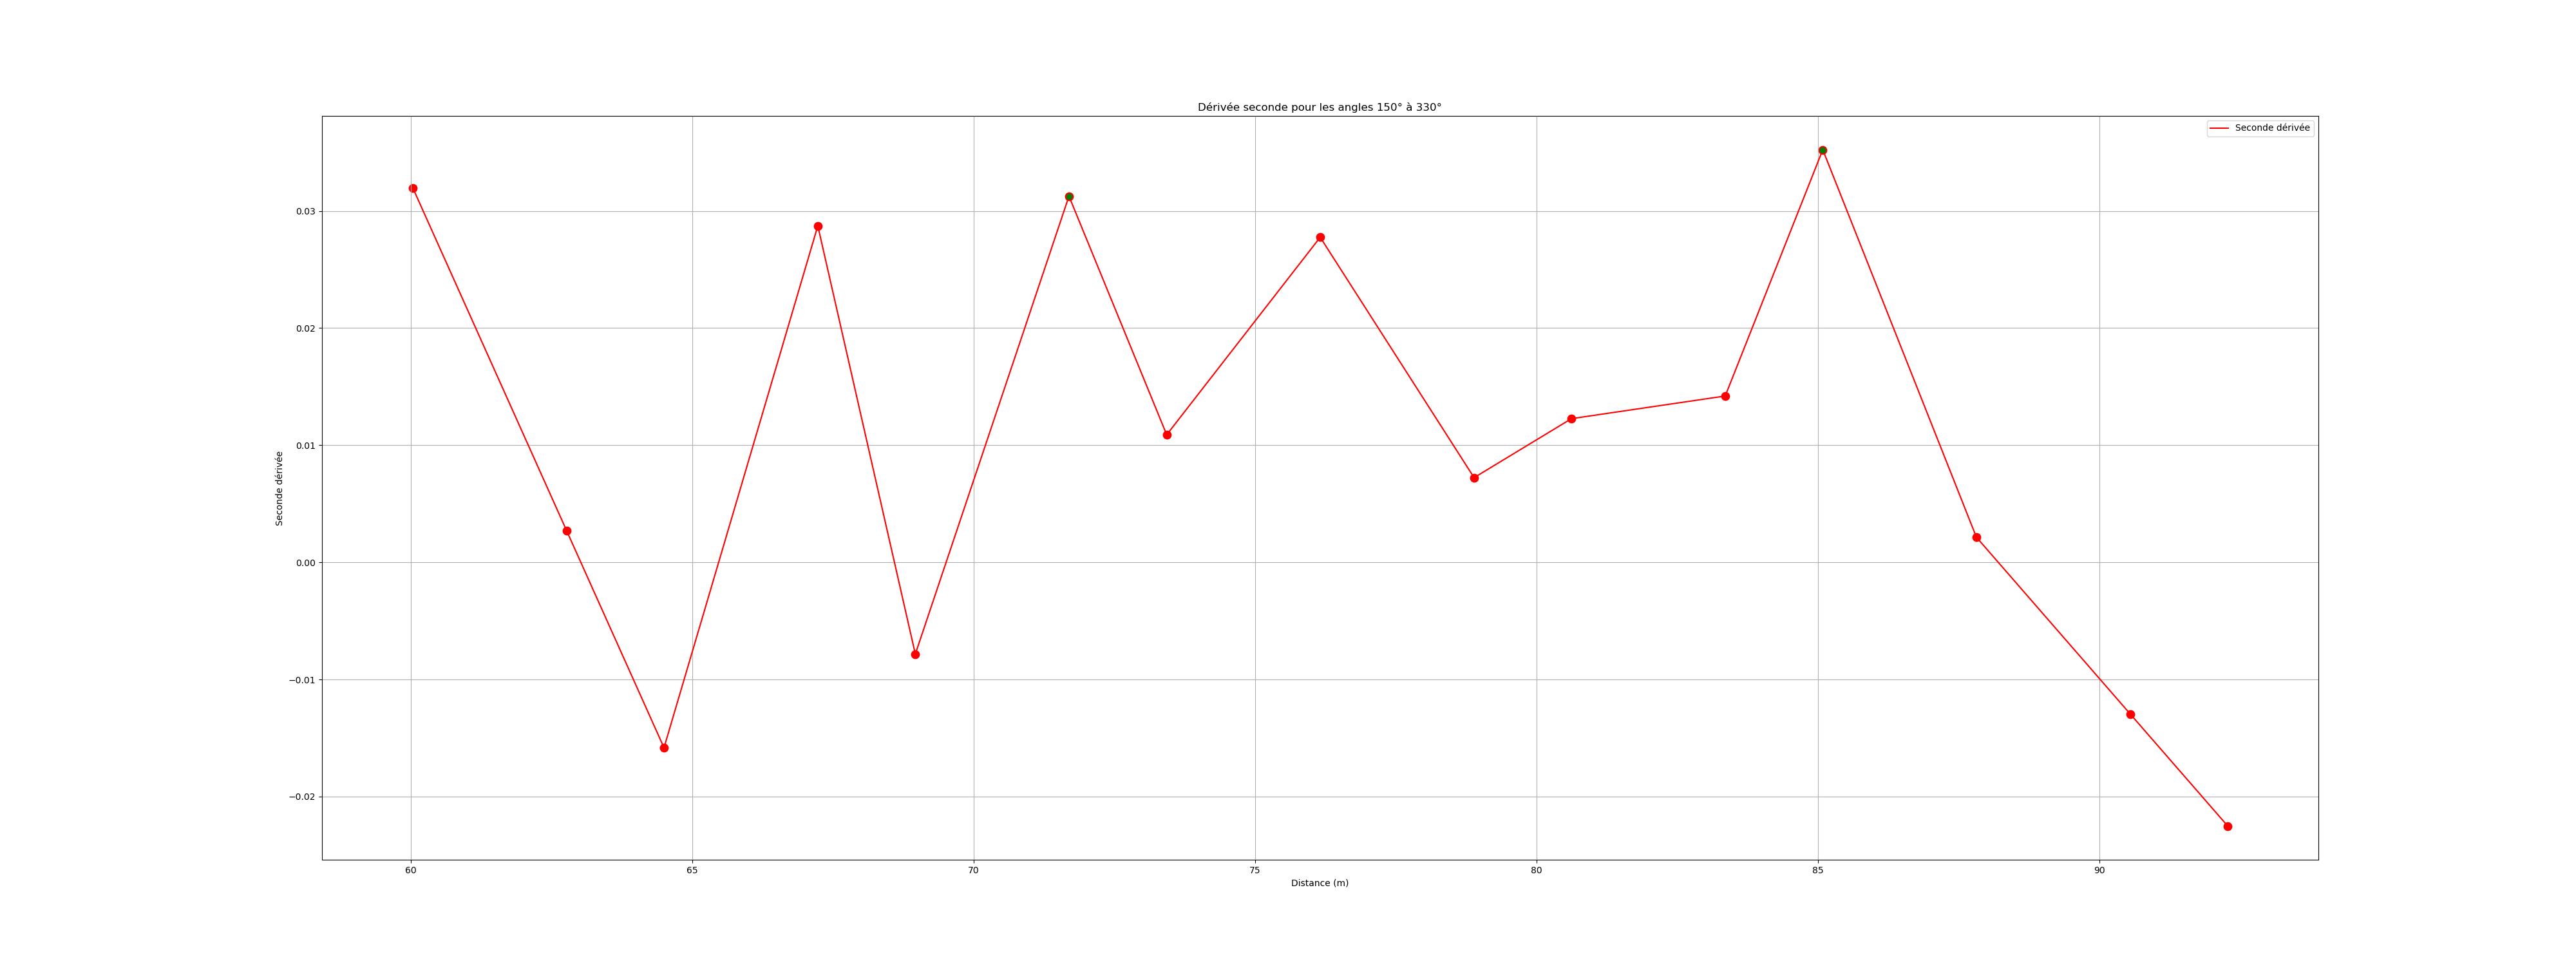 Dérivée seconde pour les angles 150° à 330°
Seconde dérivée
0.03
0.02
0.01
0.00
−0.01
−0.02
Seconde dérivée
60 65 70 75 80 85 90
Distance (m)